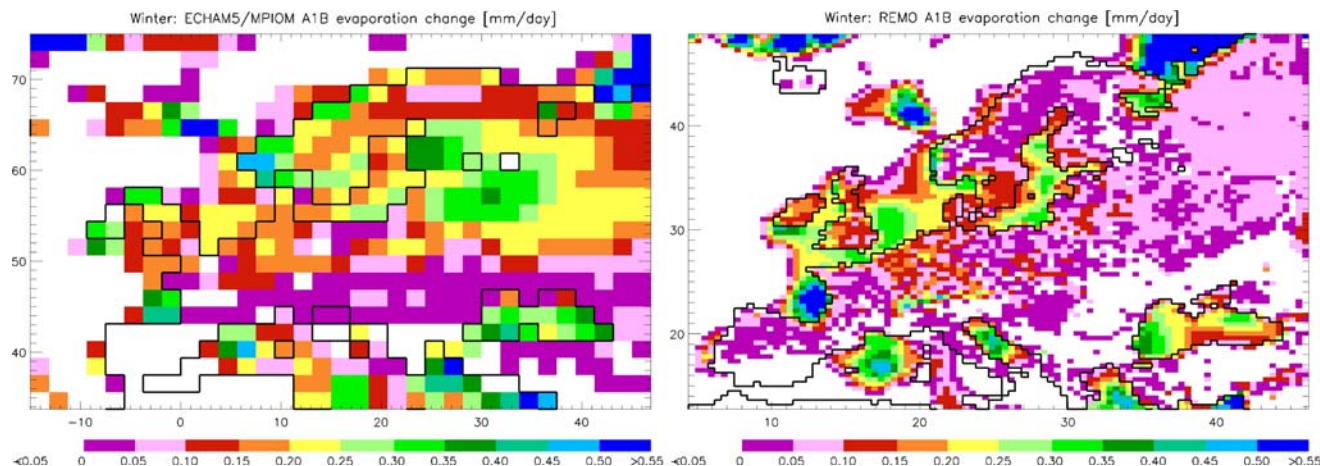 Winter: ECHAM5/MPIOM A1B evaporation change [mm/day]
70
60
50
40
−10 0 10 20 30 40
<0.05 0 0.05 0.10 0.15 0.20 0.25 0.30 0.35 0.40 0.45 0.50 >0.55
Winter: REMO A1B evaporation change [mm/day]
40
30
20
10 20 30 40
<0.05 0 0.05 0.10 0.15 0.20 0.25 0.30 0.35 0.40 0.45 0.50 >0.55